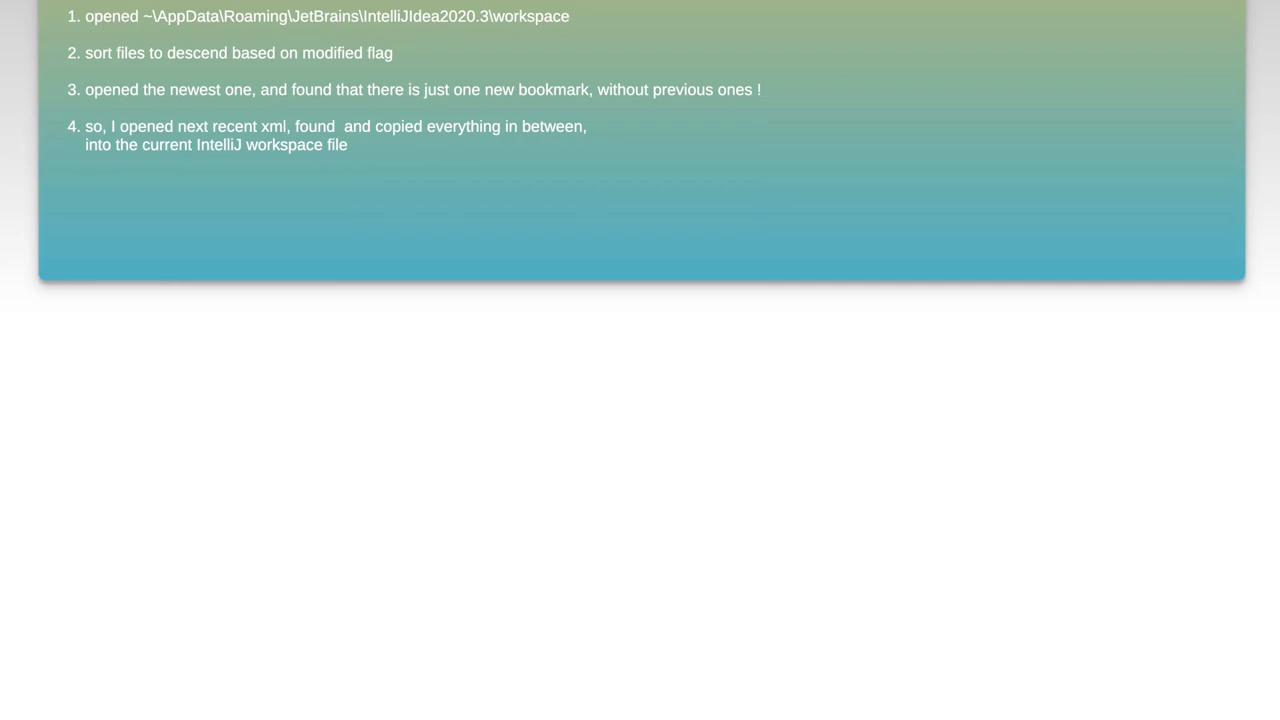 1. opened ~\AppData\Roaming\JetBrains\IntelliJIdea2020.3\workspace
2. sort files to descend based on modified flag
3. opened the newest one, and found that there is just one new bookmark, without previous ones !
4. so, I opened next recent xml, found  and copied everything in between,
into the current IntelliJ workspace file